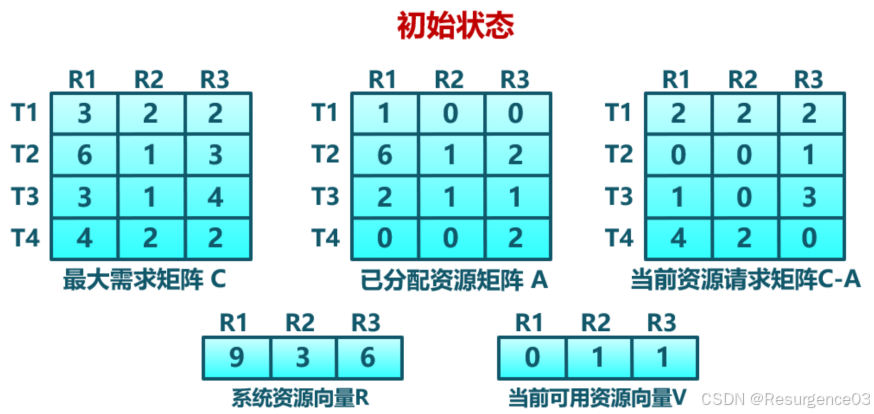 初始状态
R1 R2 R3
T1 3 2 2
T2 6 1 3
T3 3 1 4
T4 4 2 2
最大需求矩阵 C
R1 R2 R3
T1 1 0 0
T2 6 1 2
T3 2 1 1
T4 0 0 2
已分配资源矩阵 A
R1 R2 R3
T1 2 2 2
T2 0 0 1
T3 1 0 3
T4 4 2 0
当前资源请求矩阵C-A
R1 R2 R3
9 3 6
系统资源向量R
R1 R2 R3
0 1 1
当前可用资源向量V
CSDN @Resurgence03